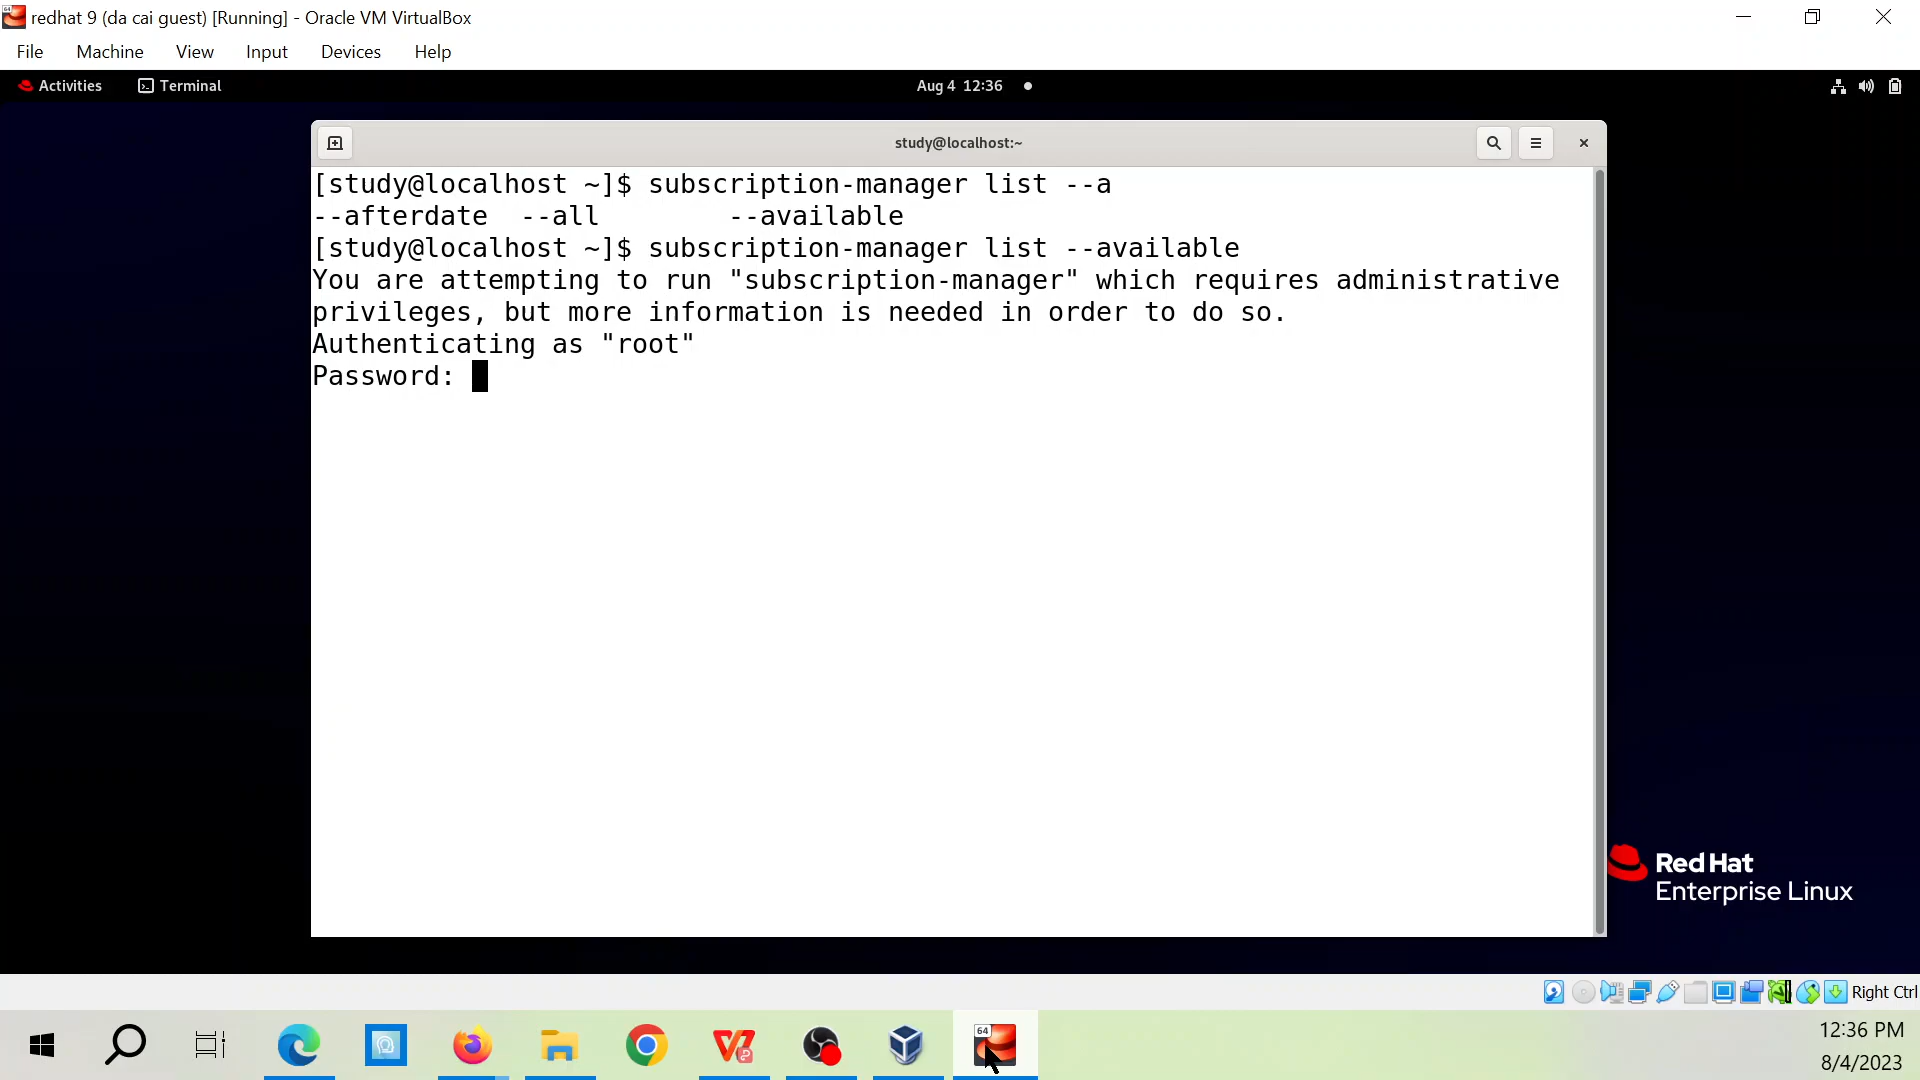 redhat 9 (da cai guest) [Running] - Oracle VM VirtualBox
File Machine View Input Devices Help
Activities Terminal Aug 4 12:36
study@localhost:~
[study@localhost ~]$ subscription-manager list --a
--afterdate --all --available
[study@localhost ~]$ subscription-manager list --available
You are attempting to run "subscription-manager" which requires administrative
privileges, but more information is needed in order to do so.
Authenticating as "root"
Password:
Red Hat
Enterprise Linux
Right Ctrl
64
12:36 PM
8/4/2023